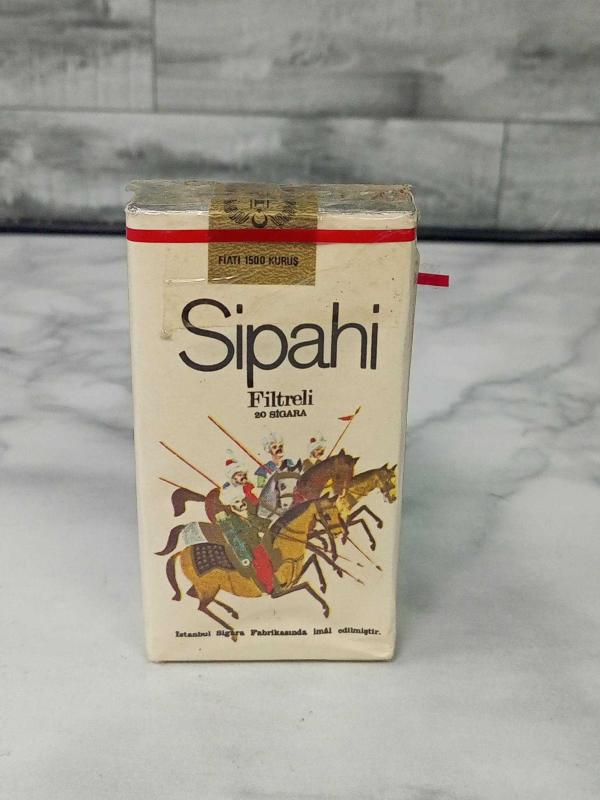 FİATI 1500 KURUŞ
Sipahi
Filtreli
20 SİGARA
İstanbul Sigara Fabrikasında imâl edilmiştir.